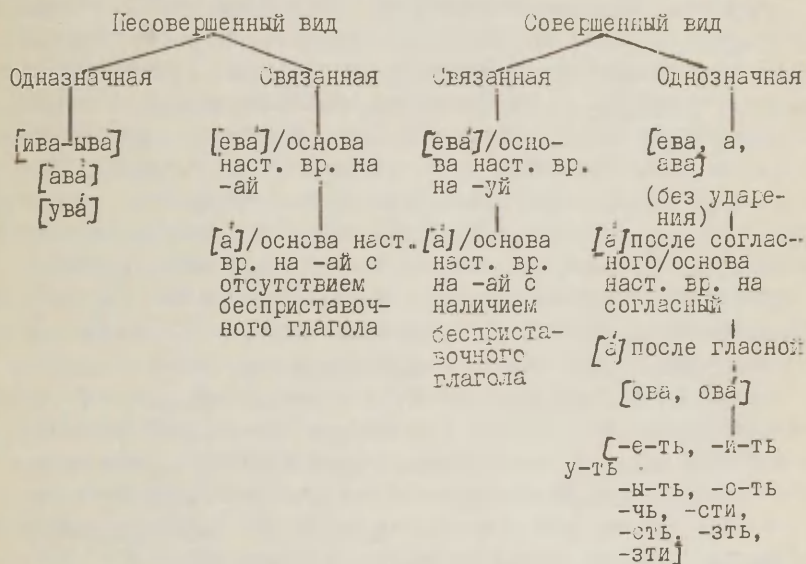 Несовершенный вид
Совершенный вид
Одназначная
Связанная
Связанная
Однозначная
[ива-ыва]
[ава́]
[ува́]
[ева́]/основа
наст. вр. на
-ай
[а́]/основа наст.
вр. на -ай с
отсутствием
бесприставоч-
ного глагола
[ева́]/осно-
ва наст. вр.
на -уй
[а́]/основа
наст. вр.
на -ай с
наличием
бесприста-
вочного
глагола
[ева, а,
ава]
(без ударе-
ния)
[а́]после соглас-
ного/основа
наст. вр. на
согласный
[а́]после гласной
[ова, ова́]
[-е-ть, -и-ть
у-ть
-ы-ть, -о-ть
-чь, -сти,
-сть. -зть,
-зти]